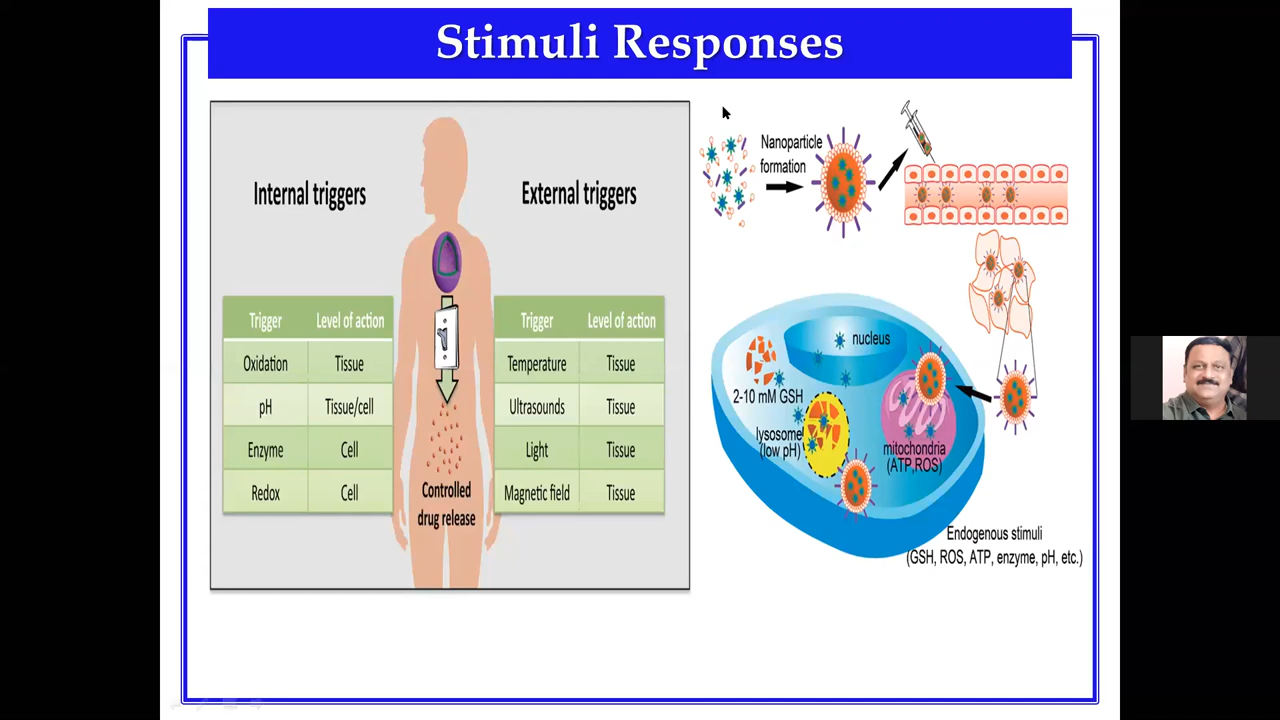 Stimuli Responses
Internal triggers
External triggers
Trigger Level of action
Oxidation Tissue
pH Tissue/cell
Enzyme Cell
Redox Cell
Trigger Level of action
Temperature Tissue
Ultrasounds Tissue
Light Tissue
Magnetic field Tissue
Controlled
drug release
Nanoparticle
formation
nucleus
2-10 mM GSH
lysosome
(low pH)
mitochondria
(ATP,ROS)
Endogenous stimuli
(GSH, ROS, ATP, enzyme, pH, etc.)